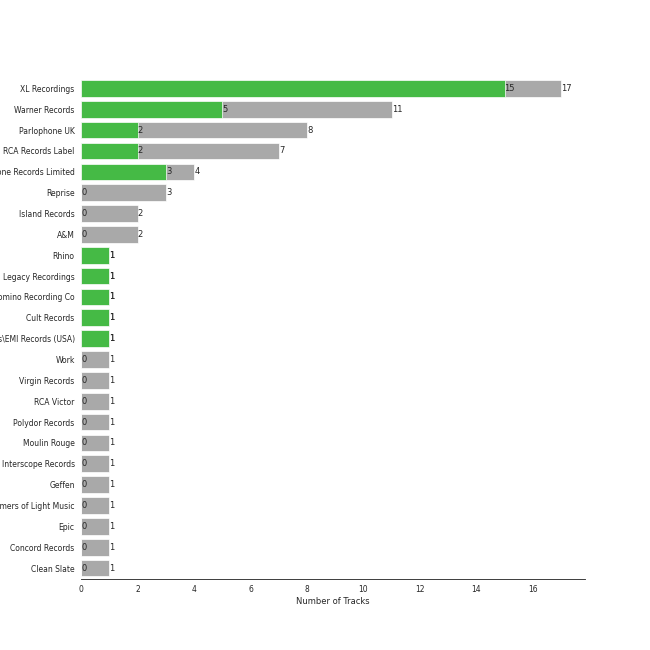 XL Recordings 15 17
Warner Records 5 11
Parlophone UK 2 8
RCA Records Label 2 7
one Records Limited 3 4
Reprise 0 3
Island Records 0 2
A&M 0 2
Rhino 1
Legacy Recordings 1
omino Recording Co 1
Cult Records 1
s\EMI Records (USA) 1
Work 0 1
Virgin Records 0 1
RCA Victor 0 1
Polydor Records 0 1
Moulin Rouge 0 1
Interscope Records 0 1
Geffen 0 1
mers of Light Music 0 1
Epic 0 1
Concord Records 0 1
Clean Slate 0 1
0 2 4 6 8 10 12 14 16
Number of Tracks